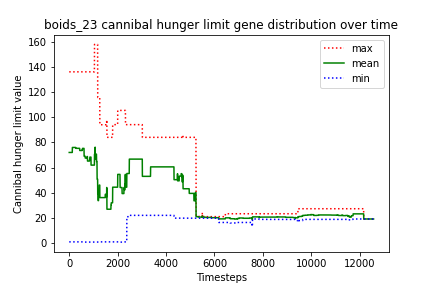 boids_23 cannibal hunger limit gene distribution over time
160
140
120
100
80
60
40
20
0
Cannibal hunger limit value
max
mean
min
0
2000
4000
6000
8000
10000
12000
Timesteps